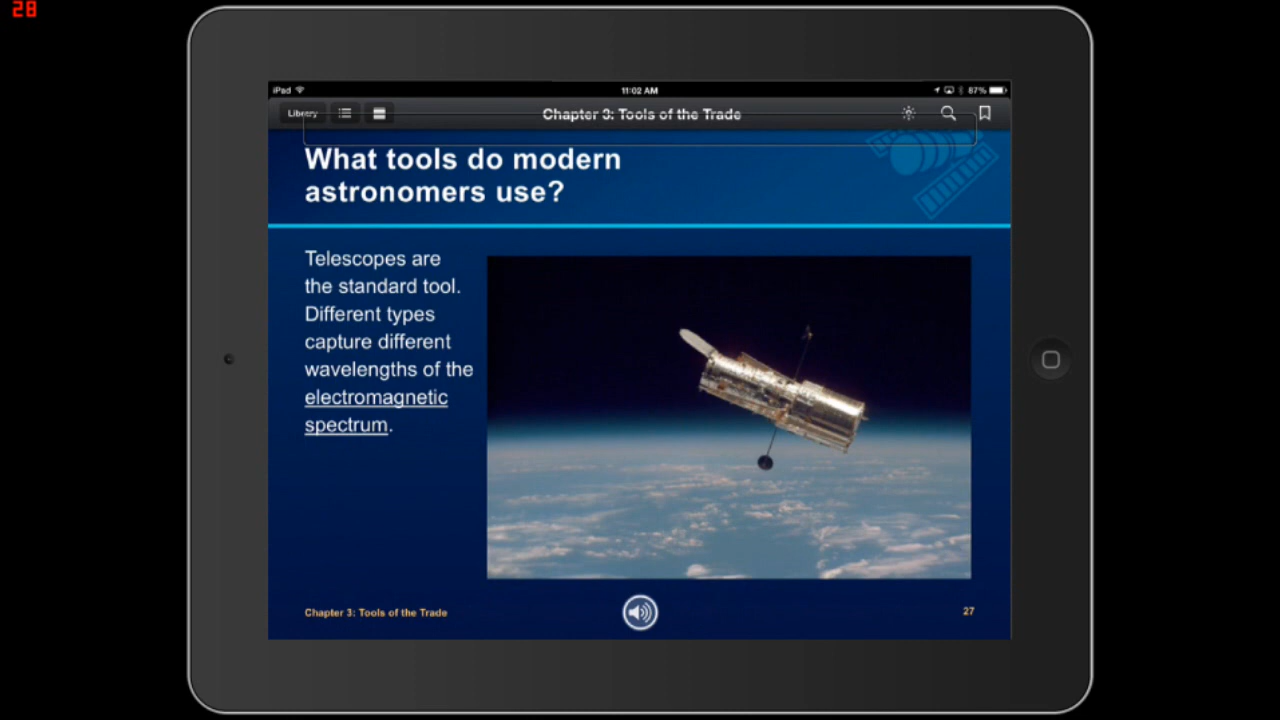 28
iPad 11:02 AM 87%
Library Chapter 3: Tools of the Trade
What tools do modern
astronomers use?
Telescopes are
the standard tool.
Different types
capture different
wavelengths of the
electromagnetic
spectrum.
Chapter 3: Tools of the Trade 27